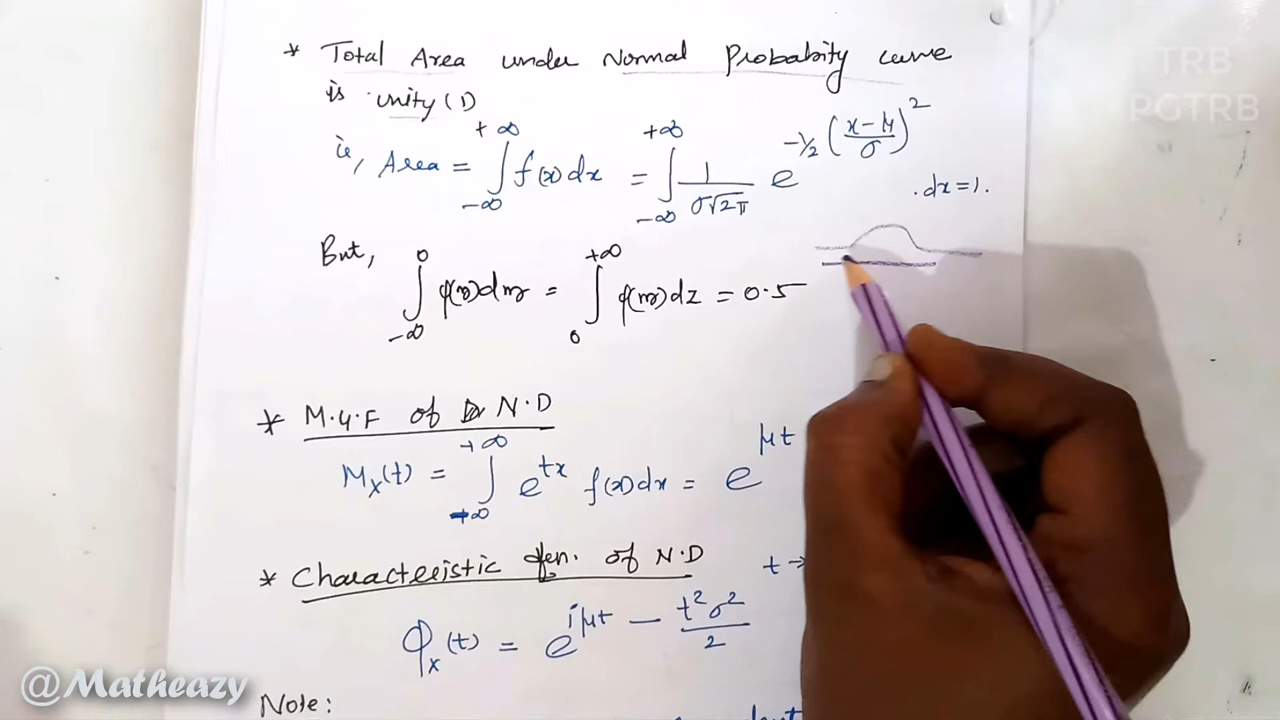 TRB
PGTRB
* Total Area under Normal Probabity curve
is unity (1)
ie, Area = ∫_{-∞}^{+∞} f(x)dx = ∫_{-∞}^{+∞} 1/(σ√2π) e^{-1/2 ((x-μ)/σ)^2} .dx=1.
But, ∫_{-∞}^{0} φ(z)dz = ∫_{0}^{+∞} φ(z)dz = 0.5
* M.G.F of N.D
M_X(t) = ∫_{-∞}^{+∞} e^{tx} f(x)dx = e^{μt
* Characteristic fn. of N.D t→
φ_x(t) = e^{iμt - t²σ²/2}
Note:
@Matheazy